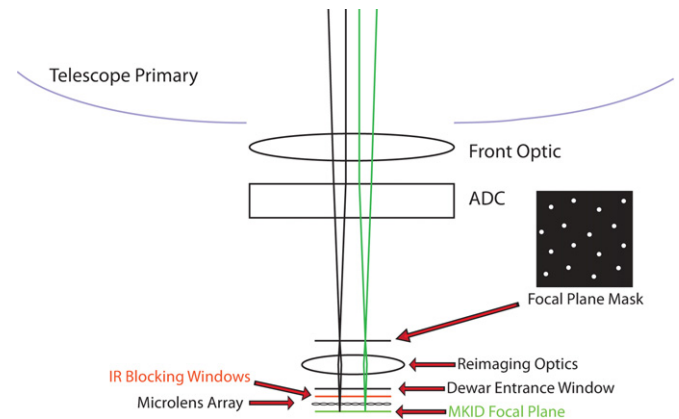 Telescope Primary
Front Optic
ADC
Focal Plane Mask
Reimaging Optics
IR Blocking Windows
Dewar Entrance Window
Microlens Array
MKID Focal Plane